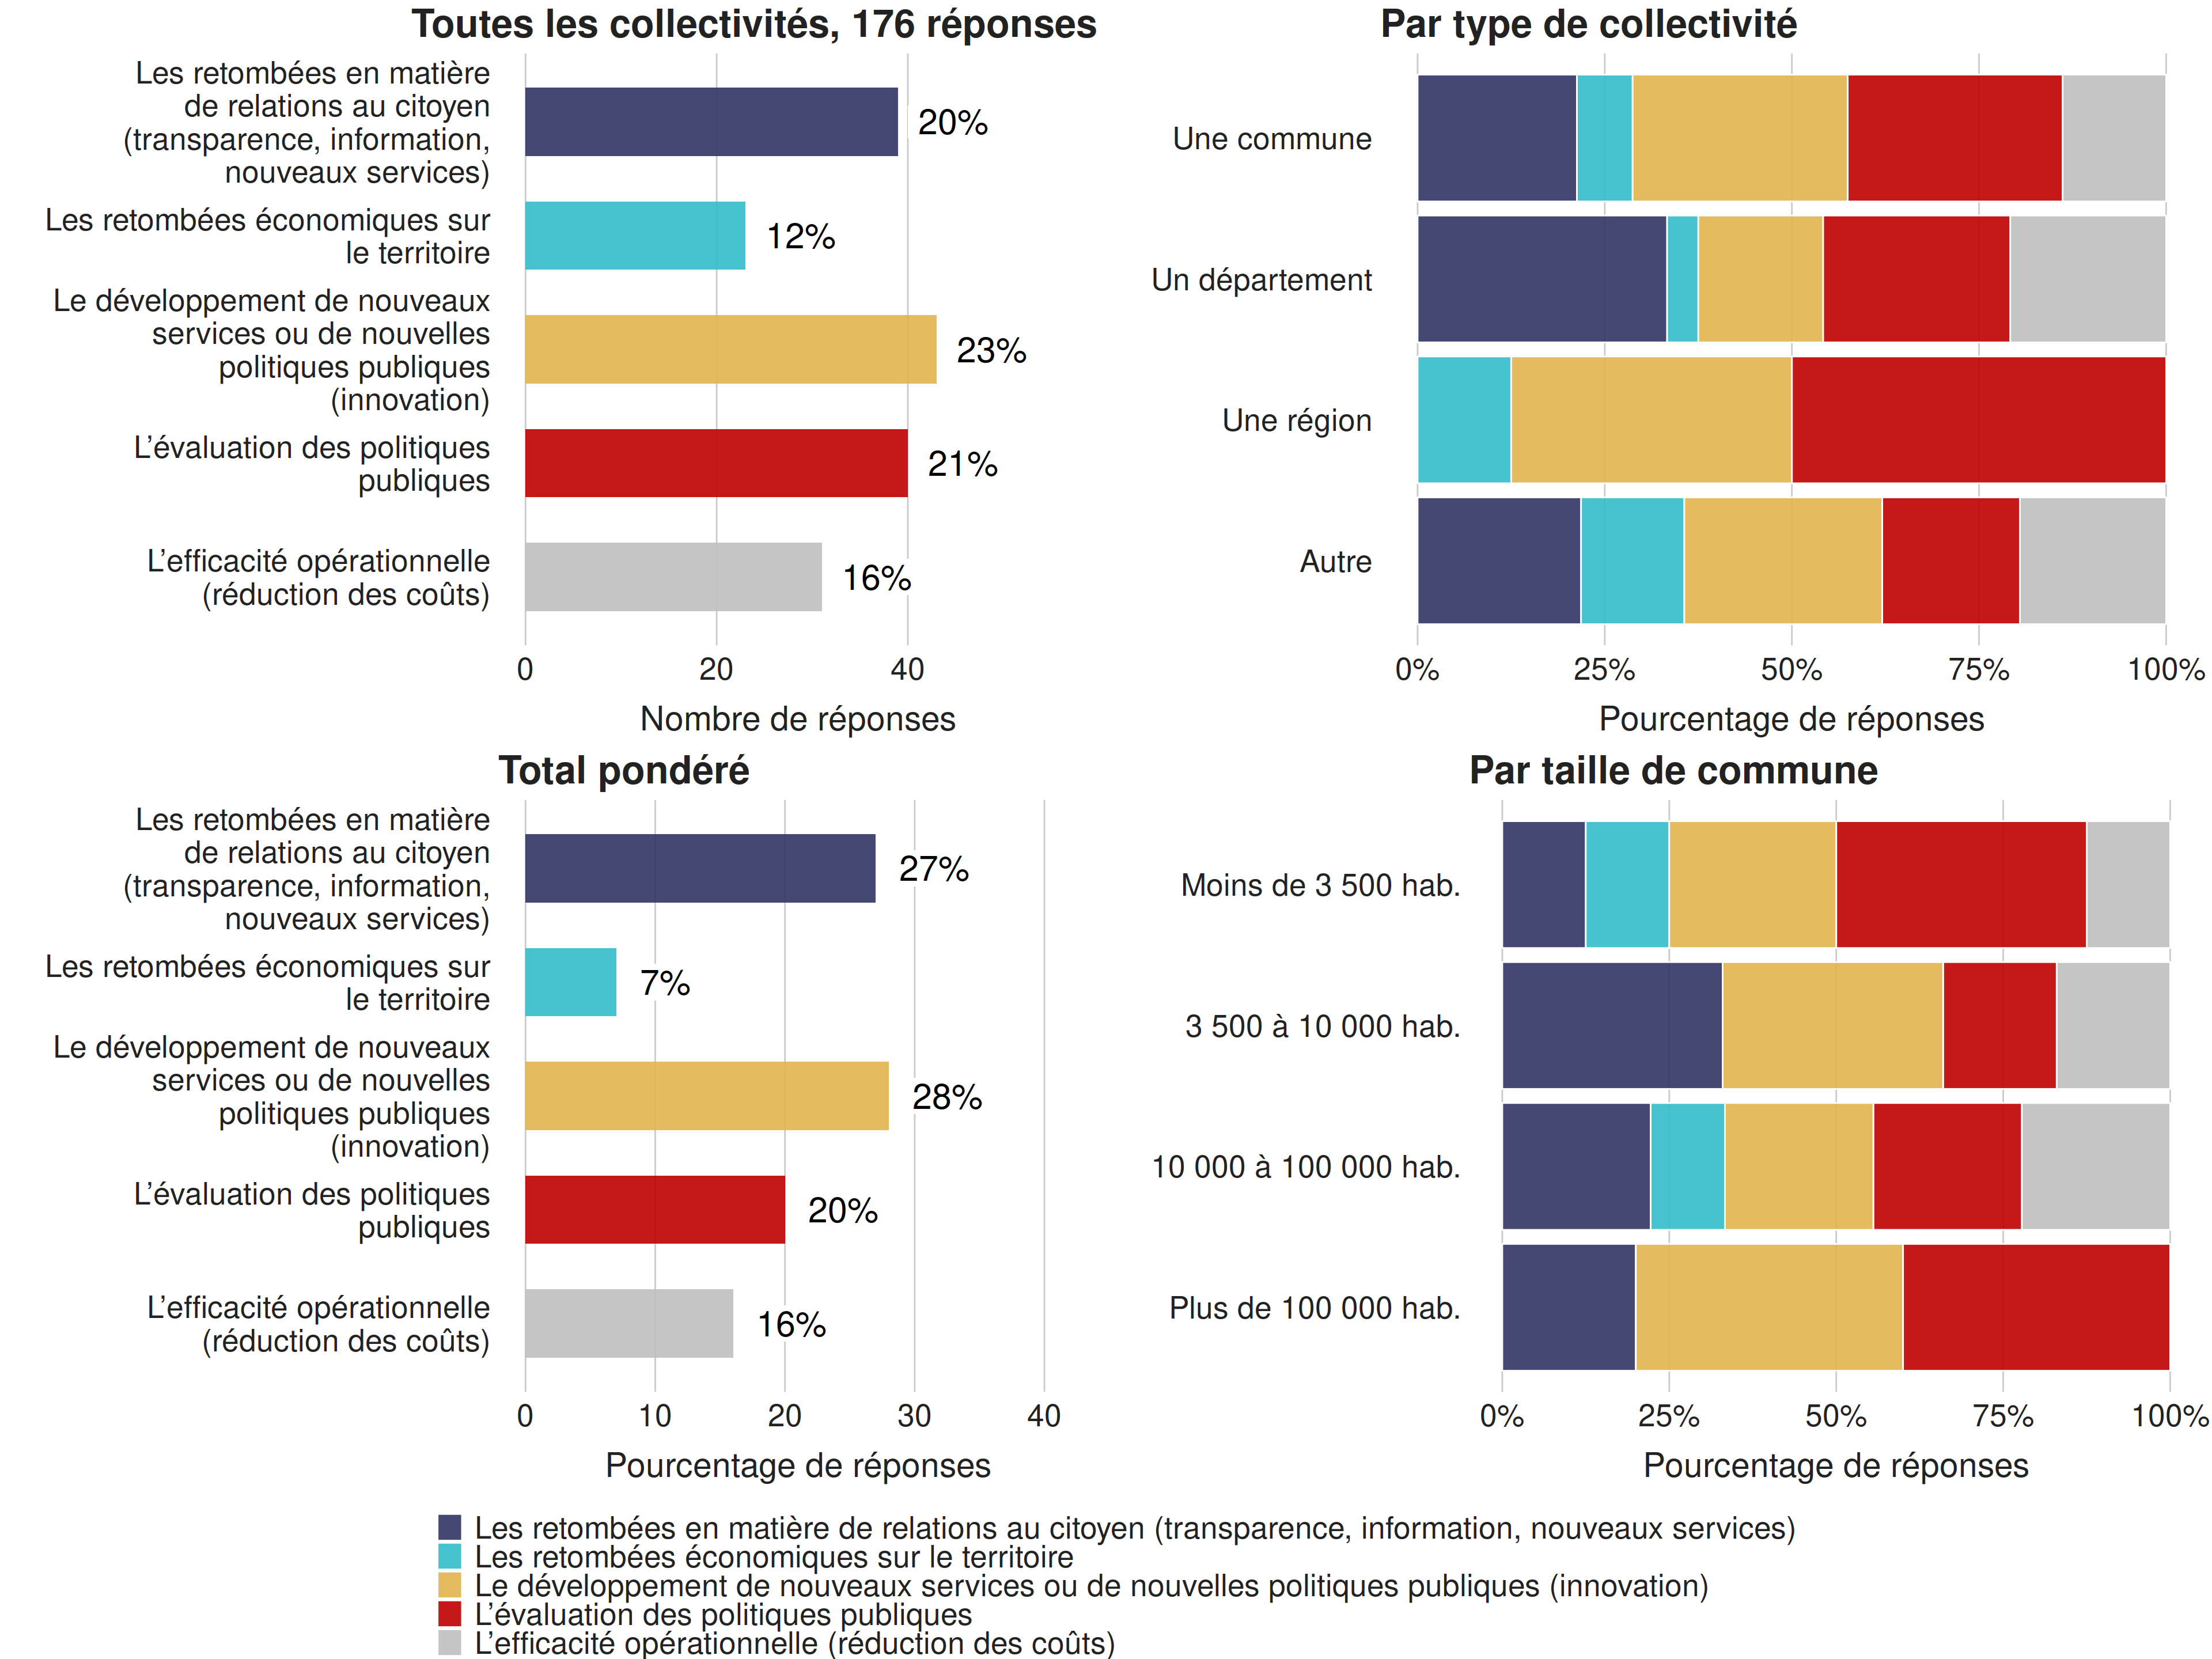 Toutes les collectivités, 176 réponses
Les retombées en matière
de relations au citoyen
(transparence, information,
nouveaux services)
20%
Les retombées économiques sur
le territoire
12%
Le développement de nouveaux
services ou de nouvelles
politiques publiques
(innovation)
23%
L’évaluation des politiques
publiques
21%
L’efficacité opérationnelle
(réduction des coûts)
16%
0 20 40
Nombre de réponses
Par type de collectivité
Une commune
Un département
Une région
Autre
0% 25% 50% 75% 100%
Pourcentage de réponses
Total pondéré
Les retombées en matière
de relations au citoyen
(transparence, information,
nouveaux services)
27%
Les retombées économiques sur
le territoire
7%
Le développement de nouveaux
services ou de nouvelles
politiques publiques
(innovation)
28%
L’évaluation des politiques
publiques
20%
L’efficacité opérationnelle
(réduction des coûts)
16%
0 10 20 30 40
Pourcentage de réponses
Par taille de commune
Moins de 3 500 hab.
3 500 à 10 000 hab.
10 000 à 100 000 hab.
Plus de 100 000 hab.
0% 25% 50% 75% 100%
Pourcentage de réponses
Les retombées en matière de relations au citoyen (transparence, information, nouveaux services)
Les retombées économiques sur le territoire
Le développement de nouveaux services ou de nouvelles politiques publiques (innovation)
L’évaluation des politiques publiques
L’efficacité opérationnelle (réduction des coûts)